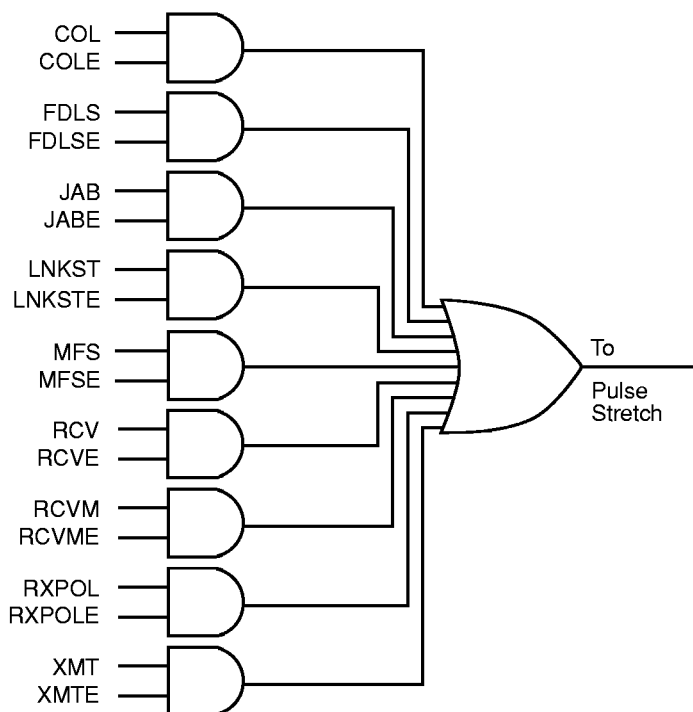 COL
COLE
FDLS
FDLSE
JAB
JABE
LNKST
LNKSTE
MFS
MFSE
RCV
RCVE
RCVM
RCVME
RXPOL
RXPOLE
XMT
XMTE
To
Pulse
Stretch